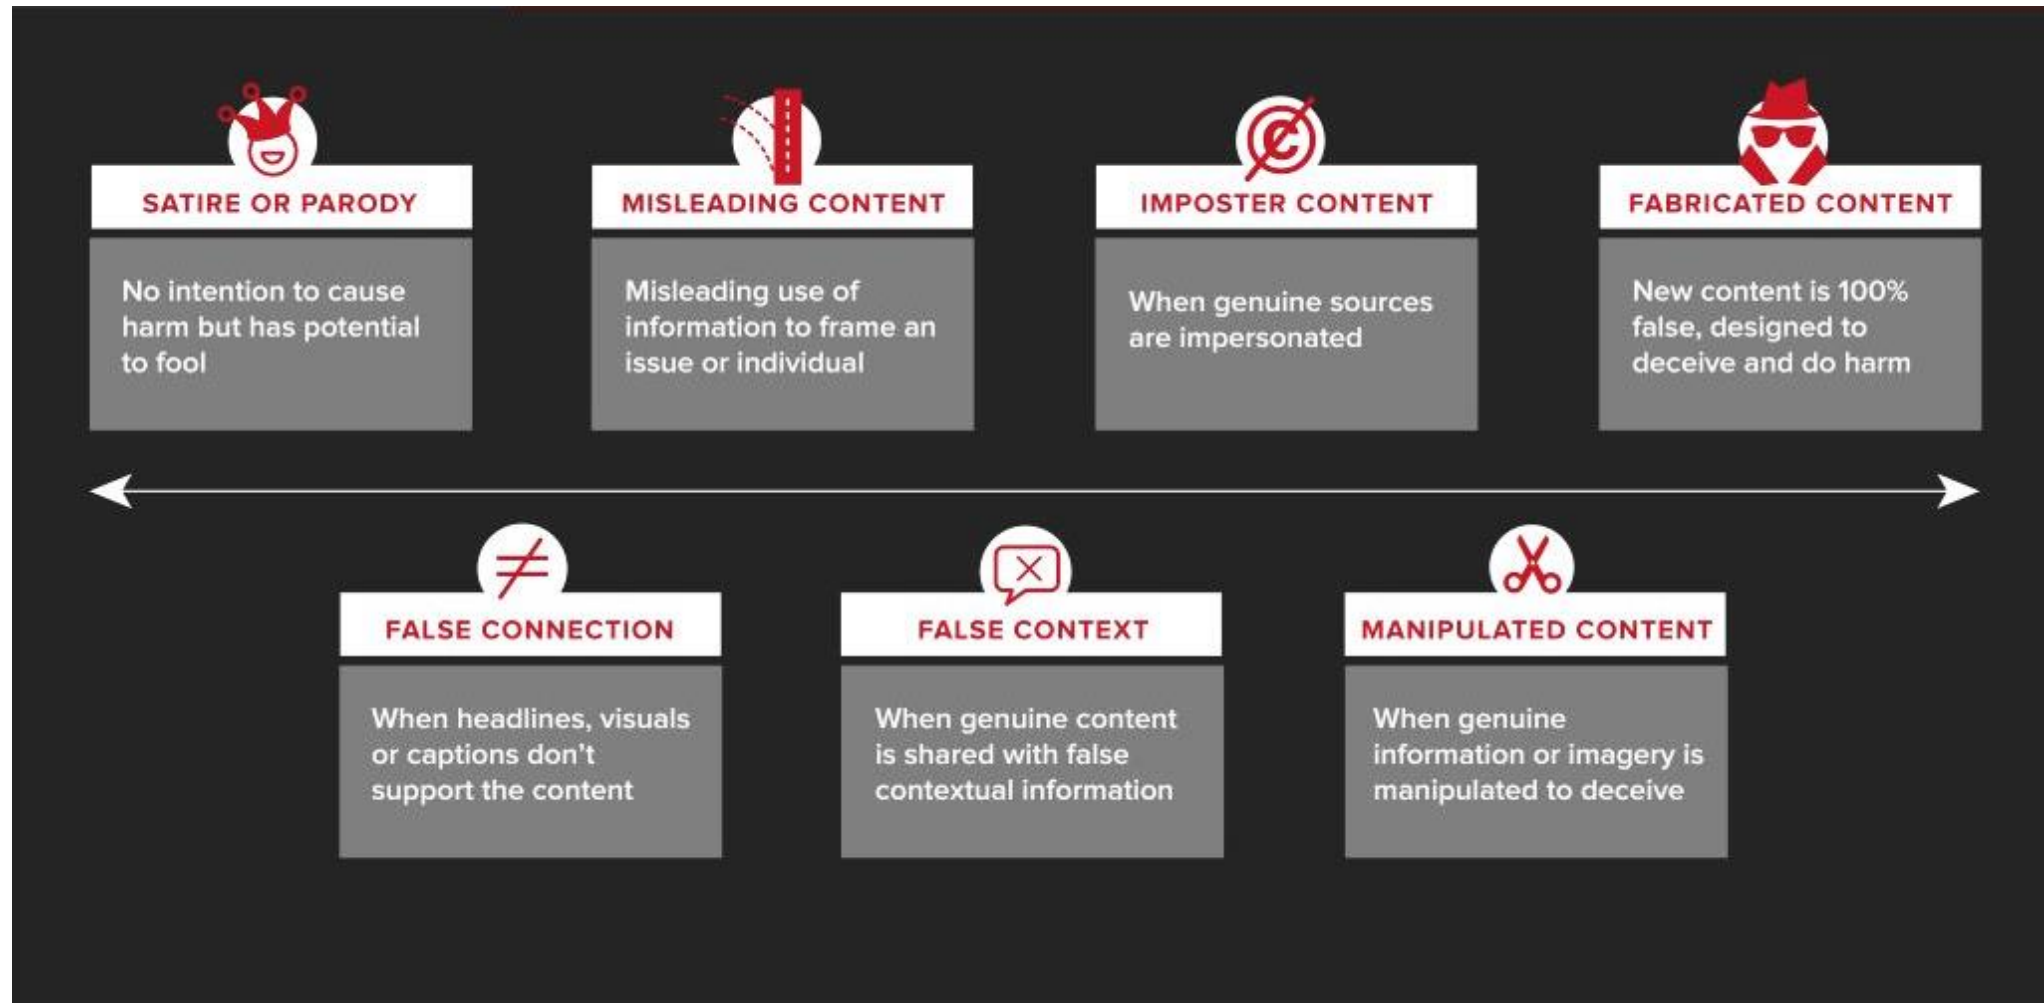 SATIRE OR PARODY
No intention to cause
harm but has potential
to fool
MISLEADING CONTENT
Misleading use of
information to frame an
issue or individual
IMPOSTER CONTENT
When genuine sources
are impersonated
FABRICATED CONTENT
New content is 100%
false, designed to
deceive and do harm
FALSE CONNECTION
When headlines, visuals
or captions don't
support the content
FALSE CONTEXT
When genuine content
is shared with false
contextual information
MANIPULATED CONTENT
When genuine
information or imagery is
manipulated to deceive